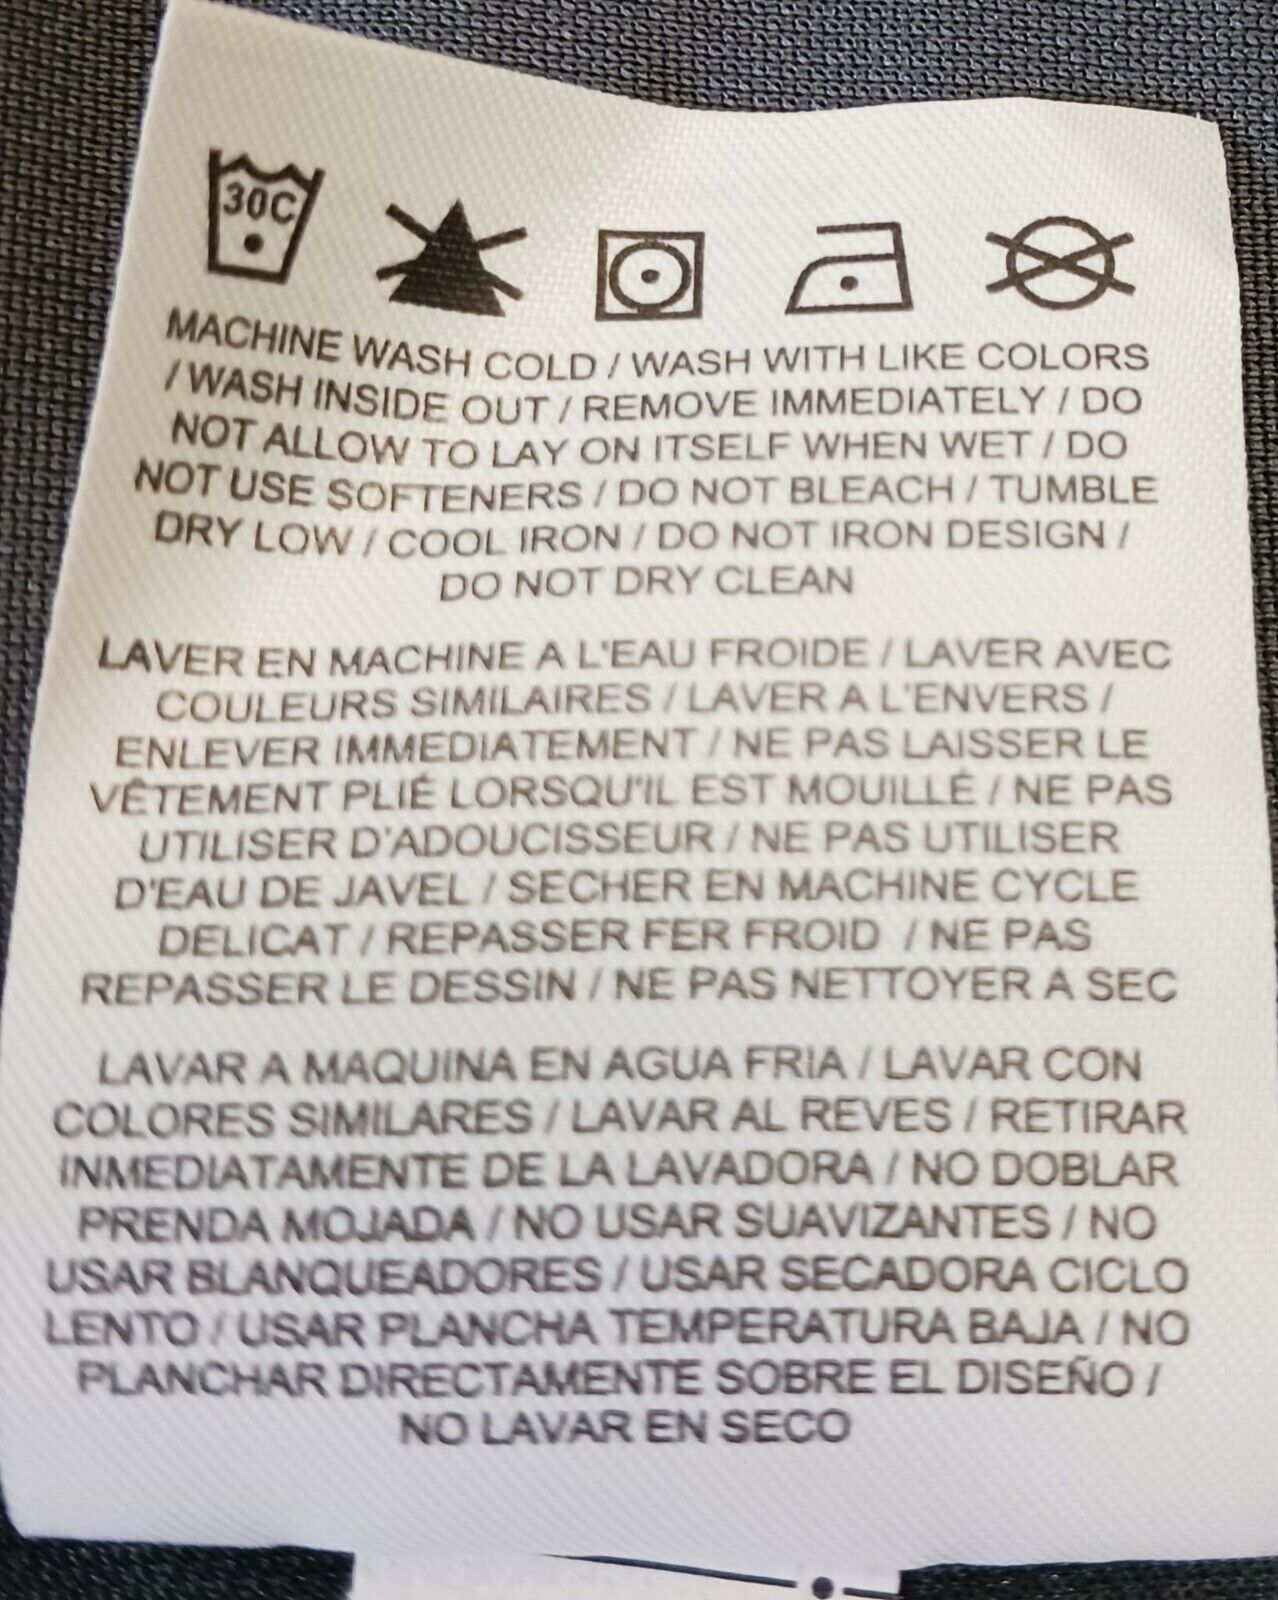 30C
MACHINE WASH COLD / WASH WITH LIKE COLORS
/ WASH INSIDE OUT / REMOVE IMMEDIATELY / DO
NOT ALLOW TO LAY ON ITSELF WHEN WET / DO
NOT USE SOFTENERS / DO NOT BLEACH / TUMBLE
DRY LOW / COOL IRON / DO NOT IRON DESIGN /
DO NOT DRY CLEAN
LAVER EN MACHINE A L'EAU FROIDE / LAVER AVEC
COULEURS SIMILAIRES / LAVER A L'ENVERS /
ENLEVER IMMEDIATEMENT / NE PAS LAISSER LE
VÊTEMENT PLIÉ LORSQU'IL EST MOUILLÉ / NE PAS
UTILISER D'ADOUCISSEUR / NE PAS UTILISER
D'EAU DE JAVEL / SECHER EN MACHINE CYCLE
DELICAT / REPASSER FER FROID / NE PAS
REPASSER LE DESSIN / NE PAS NETTOYER A SEC
LAVAR A MAQUINA EN AGUA FRIA / LAVAR CON
COLORES SIMILARES / LAVAR AL REVES / RETIRAR
INMEDIATAMENTE DE LA LAVADORA / NO DOBLAR
PRENDA MOJADA / NO USAR SUAVIZANTES / NO
USAR BLANQUEADORES / USAR SECADORA CICLO
LENTO / USAR PLANCHA TEMPERATURA BAJA / NO
PLANCHAR DIRECTAMENTE SOBRE EL DISEÑO /
NO LAVAR EN SECO